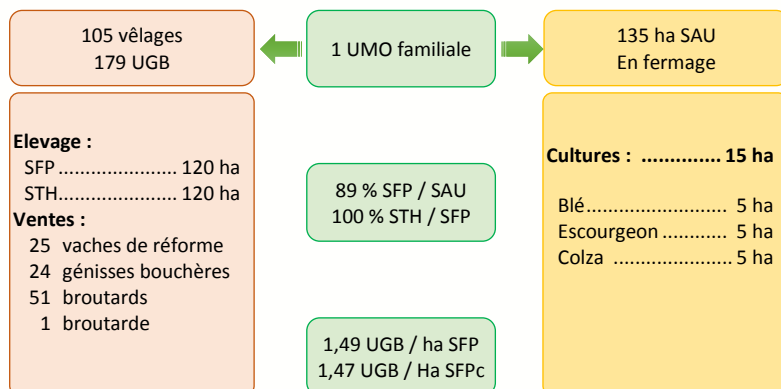 105 vêlages
179 UGB
1 UMO familiale
135 ha SAU
En fermage
Elevage :
SFP...................... 120 ha
STH..................... 120 ha
Ventes :
25 vaches de réforme
24 génisses bouchères
51 broutards
1 broutarde
89 % SFP / SAU
100 % STH / SFP
1,49 UGB / ha SFP
1,47 UGB / Ha SFPc
Cultures : ............... 15 ha
Blé........................... 5 ha
Escourgeon ............. 5 ha
Colza ...................... 5 ha